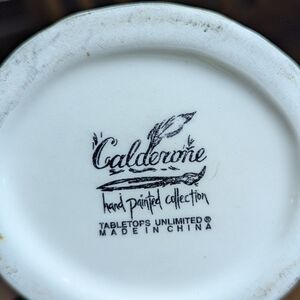 Calderone
hand painted collection
TABLETOPS UNLIMITED®
MADE IN CHINA